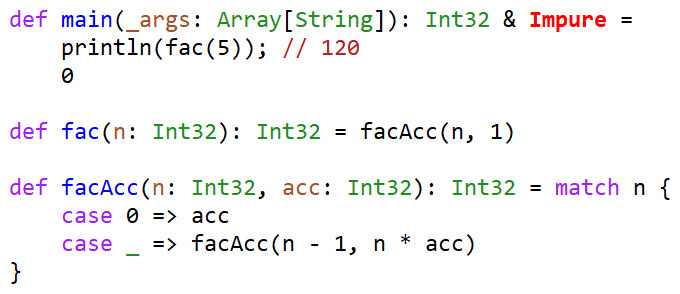 def main(_args: Array[String]): Int32 & Impure =
    println(fac(5)); // 120
    0

def fac(n: Int32): Int32 = facAcc(n, 1)

def facAcc(n: Int32, acc: Int32): Int32 = match n {
    case 0 => acc
    case _ => facAcc(n - 1, n * acc)
}